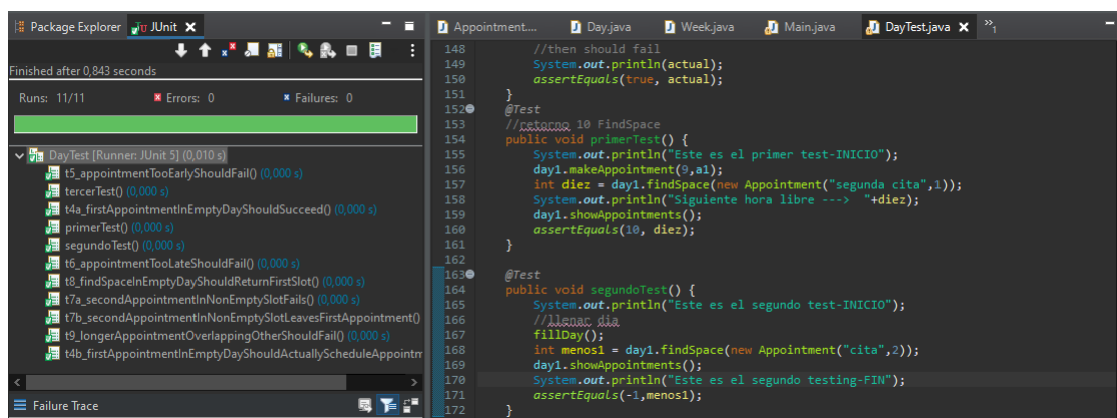 Package Explorer JUnit
Finished after 0,843 seconds
Runs: 11/11 Errors: 0 Failures: 0
DayTest [Runner: JUnit 5] (0,010 s)
t5_appointmentTooEarlyShouldFail() (0,000 s)
tercerTest() (0,000 s)
t4a_firstAppointmentInEmptyDayShouldSucceed() (0,000 s)
primerTest() (0,000 s)
segundoTest() (0,000 s)
t6_appointmentTooLateShouldFail() (0,000 s)
t8_findSpaceInEmptyDayShouldReturnFirstSlot() (0,000 s)
t7a_secondAppointmentInNonEmptySlotFails() (0,000 s)
t7b_secondAppointmentInNonEmptySlotLeavesFirstAppointment()
t9_longerAppointmentOverlappingOtherShouldFail() (0,000 s)
t4b_firstAppointmentInEmptyDayShouldActuallyScheduleAppointm
Failure Trace
Appointment.... Day.java Week.java Main.java DayTest.java »1
148 //then should fail
149 System.out.println(actual);
150 assertEquals(true, actual);
151 }
152 @Test
153 //retorno 10 FindSpace
154 public void primerTest() {
155 System.out.println("Este es el primer test-INICIO");
156 day1.makeAppointment(9,a1);
157 int diez = day1.findSpace(new Appointment("segunda cita",1));
158 System.out.println("Siguiente hora libre ---> "+diez);
159 day1.showAppointments();
160 assertEquals(10, diez);
161 }
162
163 @Test
164 public void segundoTest() {
165 System.out.println("Este es el segundo test-INICIO");
166 //llenar dia
167 fillDay();
168 int menos1 = day1.findSpace(new Appointment("cita",2));
169 day1.showAppointments();
170 System.out.println("Este es el segundo testing-FIN");
171 assertEquals(-1,menos1);
172 }